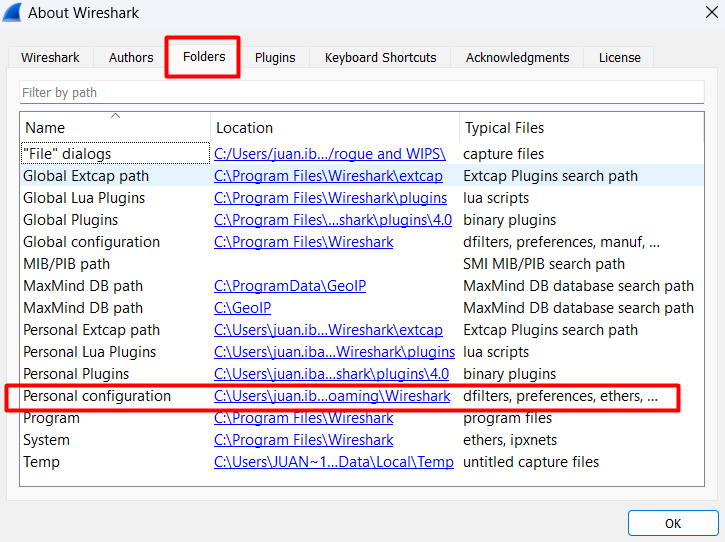 About Wireshark
Wireshark Authors Folders Plugins Keyboard Shortcuts Acknowledgments License
Filter by path
Name Location Typical Files
"File" dialogs C:/Users/juan.ib.../rogue and WIPS\ capture files
Global Extcap path C:\Program Files\Wireshark\extcap Extcap Plugins search path
Global Lua Plugins C:\Program Files\Wireshark\plugins lua scripts
Global Plugins C:\Program Files\...shark\plugins\4.0 binary plugins
Global configuration C:\Program Files\Wireshark dfilters, preferences, manuf, ...
MIB/PIB path SMI MIB/PIB search path
MaxMind DB path C:\ProgramData\GeoIP MaxMind DB database search path
MaxMind DB path C:\GeoIP MaxMind DB database search path
Personal Extcap path C:\Users\juan.ib...Wireshark\extcap Extcap Plugins search path
Personal Lua Plugins C:\Users\juan.iba...Wireshark\plugins lua scripts
Personal Plugins C:\Users\juan.ib...shark\plugins\4.0 binary plugins
Personal configuration C:\Users\juan.ib...oaming\Wireshark dfilters, preferences, ethers, ...
Program C:\Program Files\Wireshark program files
System C:\Program Files\Wireshark ethers, ipxnets
Temp C:\Users\JUAN~1...Data\Local\Temp untitled capture files
OK